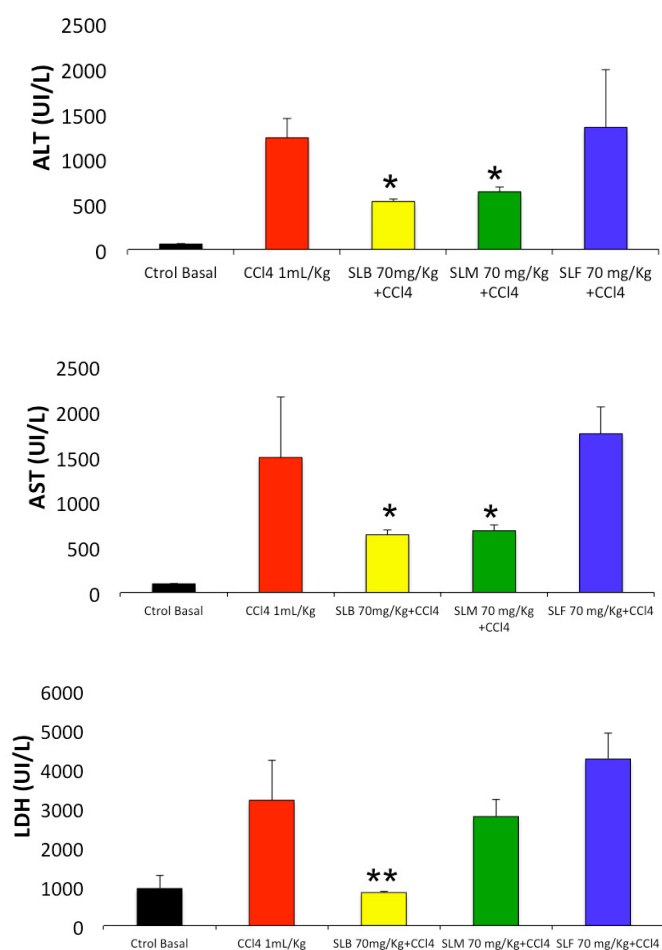 2500
2000
1500
1000
500
0
ALT (UI/L)
*
*
Ctrol Basal
CCl4 1mL/Kg
SLB 70mg/Kg
+CCl4
SLM 70 mg/Kg
+CCl4
SLF 70 mg/Kg
+CCl4
2500
2000
1500
1000
500
0
AST (UI/L)
*
*
Ctrol Basal
CCl4 1mL/Kg
SLB 70mg/Kg+CCl4
SLM 70 mg/Kg
+CCl4
SLF 70 mg/Kg+CCl4
6000
5000
4000
3000
2000
1000
0
LDH (UI/L)
**
Ctrol Basal
CCl4 1mL/Kg
SLB 70mg/Kg+CCl4
SLM 70 mg/Kg+CCl4
SLF 70 mg/Kg+CCl4